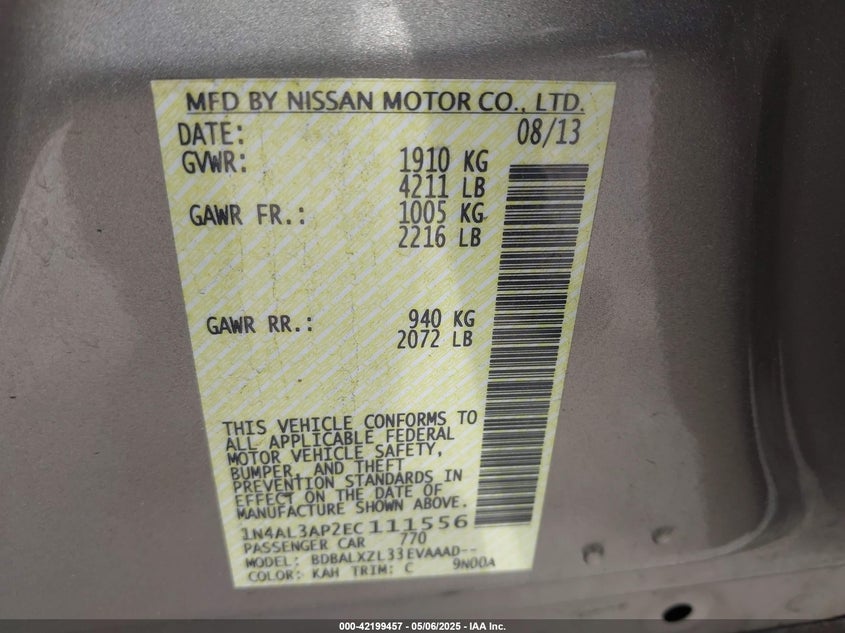 MFD BY NISSAN MOTOR CO., LTD.
DATE: 08/13
GVWR: 1910 KG
4211 LB
GAWR FR.: 1005 KG
2216 LB
GAWR RR.: 940 KG
2072 LB
THIS VEHICLE CONFORMS TO
ALL APPLICABLE FEDERAL
MOTOR VEHICLE SAFETY,
BUMPER, AND THEFT
PREVENTION STANDARDS IN
EFFECT ON THE DATE OF
MANUFACTURE SHOWN ABOVE.
1N4AL3AP2EC111556
PASSENGER CAR 770
MODEL: BDBALXZL33EVAAAD--
COLOR: KAH TRIM: C 9N00A
000-42199457 - 05/06/2025 - IAA Inc.